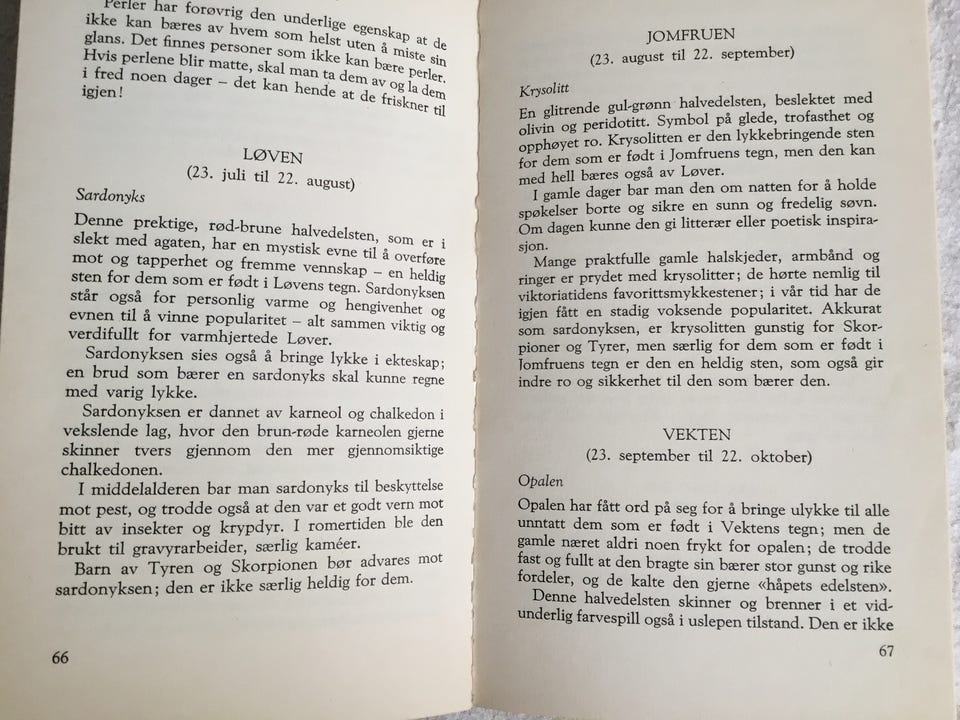 Perler har forøvrig den underlige egenskap at de
ikke kan bæres av hvem som helst uten å miste sin
glans. Det finnes personer som ikke kan bære perler.
Hvis perlene blir matte, skal man ta dem av og la dem
i fred noen dager – det kan hende at de friskner til
igjen!
LØVEN
(23. juli til 22. august)
Sardonyks
Denne prektige, rød-brune halvedelsten, som er i
slekt med agaten, har en mystisk evne til å overføre
mot og tapperhet og fremme vennskap – en heldig
sten for dem som er født i Løvens tegn. Sardonyksen
står også for personlig varme og hengivenhet og
evnen til å vinne popularitet – alt sammen viktig og
verdifullt for varmhjertede Løver.
Sardonyksen sies også å bringe lykke i ekteskap;
en brud som bærer en sardonyks skal kunne regne
med varig lykke.
Sardonyksen er dannet av karneol og chalkedon i
vekslende lag, hvor den brun-røde karneolen gjerne
skinner tvers gjennom den mer gjennomsiktige
chalkedonen.
I middelalderen bar man sardonyks til beskyttelse
mot pest, og trodde også at den var et godt vern mot
bitt av insekter og krypdyr. I romertiden ble den
brukt til gravyrarbeider, særlig kaméer.
Barn av Tyren og Skorpionen bør advares mot
sardonyksen; den er ikke særlig heldig for dem.
66
JOMFRUEN
(23. august til 22. september)
Krysolitt
En glitrende gul-grønn halvedelsten, beslektet med
olivin og peridotitt. Symbol på glede, trofasthet og
opphøyet ro. Krysolitten er den lykkebringende sten
for dem som er født i Jomfruens tegn, men den kan
med hell bæres også av Løver.
I gamle dager bar man den om natten for å holde
spøkelser borte og sikre en sunn og fredelig søvn.
Om dagen kunne den gi litterær eller poetisk inspira-
sjon.
Mange praktfulle gamle halskjeder, armbånd og
ringer er prydet med krysolitter; de hørte nemlig til
viktoriatidens favorittsmykkestener; i vår tid har de
igjen fått en stadig voksende popularitet. Akkurat
som sardonyksen, er krysolitten gunstig for Skor-
pioner og Tyrer, men særlig for dem som er født i
Jomfruens tegn er den en heldig sten, som også gir
indre ro og sikkerhet til den som bærer den.
VEKTEN
(23. september til 22. oktober)
Opalen
Opalen har fått ord på seg for å bringe ulykke til alle
unntatt dem som er født i Vektens tegn; men de
gamle næret aldri noen frykt for opalen; de trodde
fast og fullt at den bragte sin bærer stor gunst og rike
fordeler, og de kalte den gjerne «håpets edelsten».
Denne halvedelsten skinner og brenner i et vid-
underlig farvespill også i uslepen tilstand. Den er ikke
67